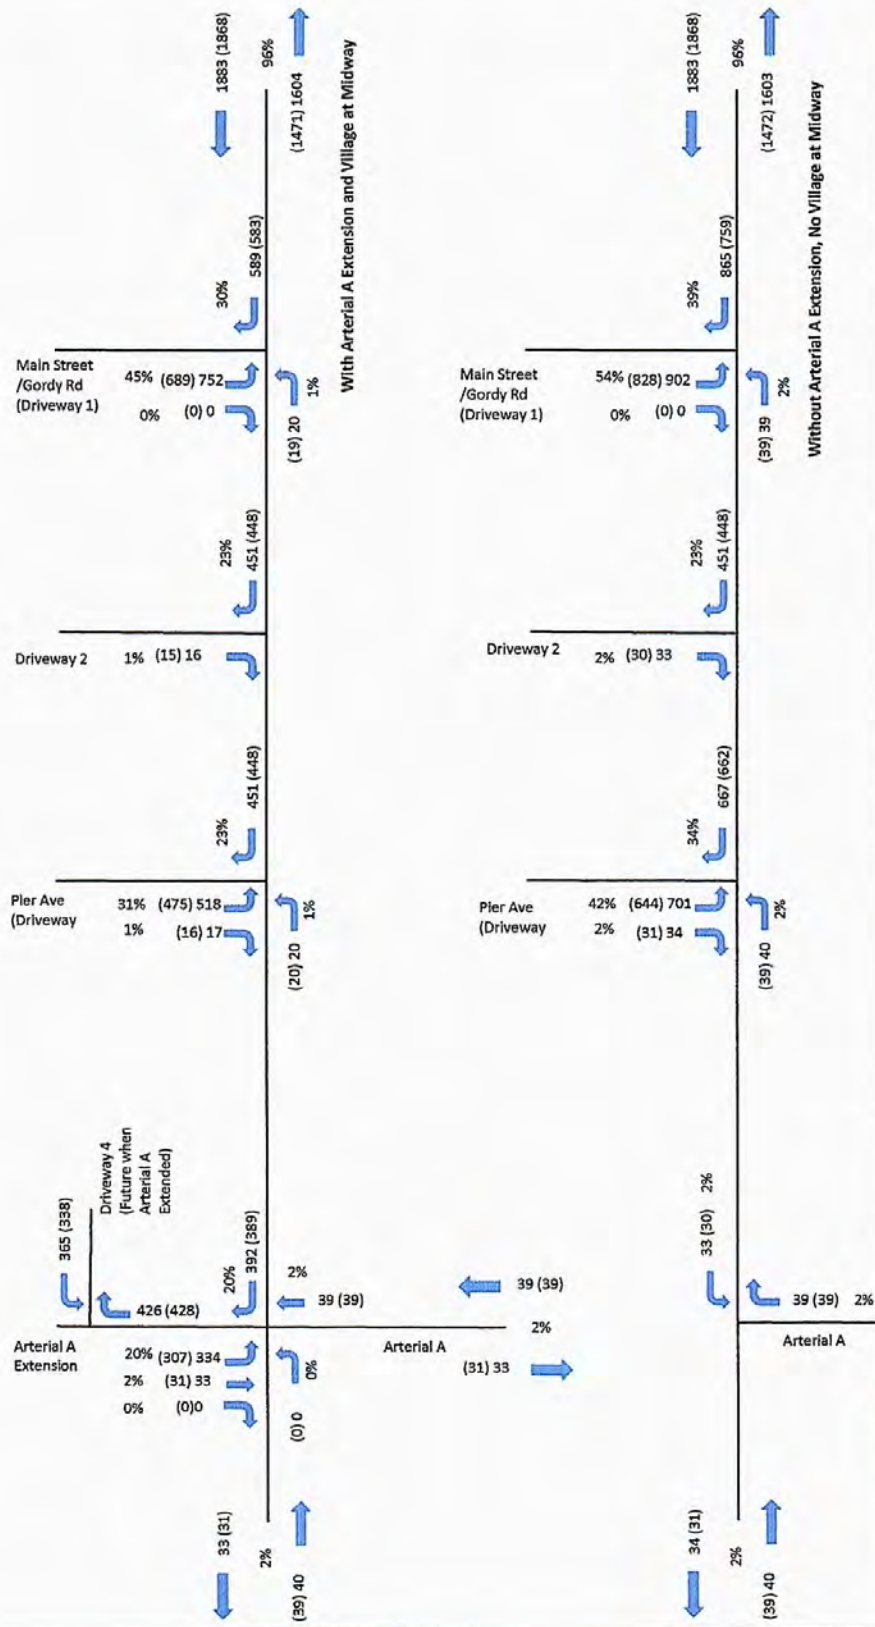 1883 (1868)
96%
(1471) 1604
With Arterial A Extension and Village at Midway
589 (583)
30%
Main Street
/Gordy Rd
(Driveway 1)
45% (689) 752
0% (0) 0
(19) 20
1%
23%
451 (448)
Driveway 2
1% (15) 16
23%
451 (448)
Pier Ave
(Driveway
31% (475) 518
1% (16) 17
(20) 20
1%
365 (338)
Driveway 4
(Future when
Arterial A
Extended)
426 (428)
20%
392 (389)
2%
39 (39)
39 (39)
2%
Arterial A
Extension
20% (307) 334
2% (31) 33
0% (0)0
Arterial A
(31) 33
0%
(0) 0
33 (31)
2%
(39) 40
1883 (1868)
96%
(1472) 1603
Without Arterial A Extension, No Village at Midway
865 (759)
39%
Main Street
/Gordy Rd
(Driveway 1)
54% (828) 902
0% (0) 0
(39) 39
2%
23%
451 (448)
Driveway 2
2% (30) 33
34%
667 (662)
Pier Ave
(Driveway
42% (644) 701
2% (31) 34
(39) 40
2%
33 (30) 2%
39 (39) 2%
Arterial A
34 (31)
2%
(39) 40